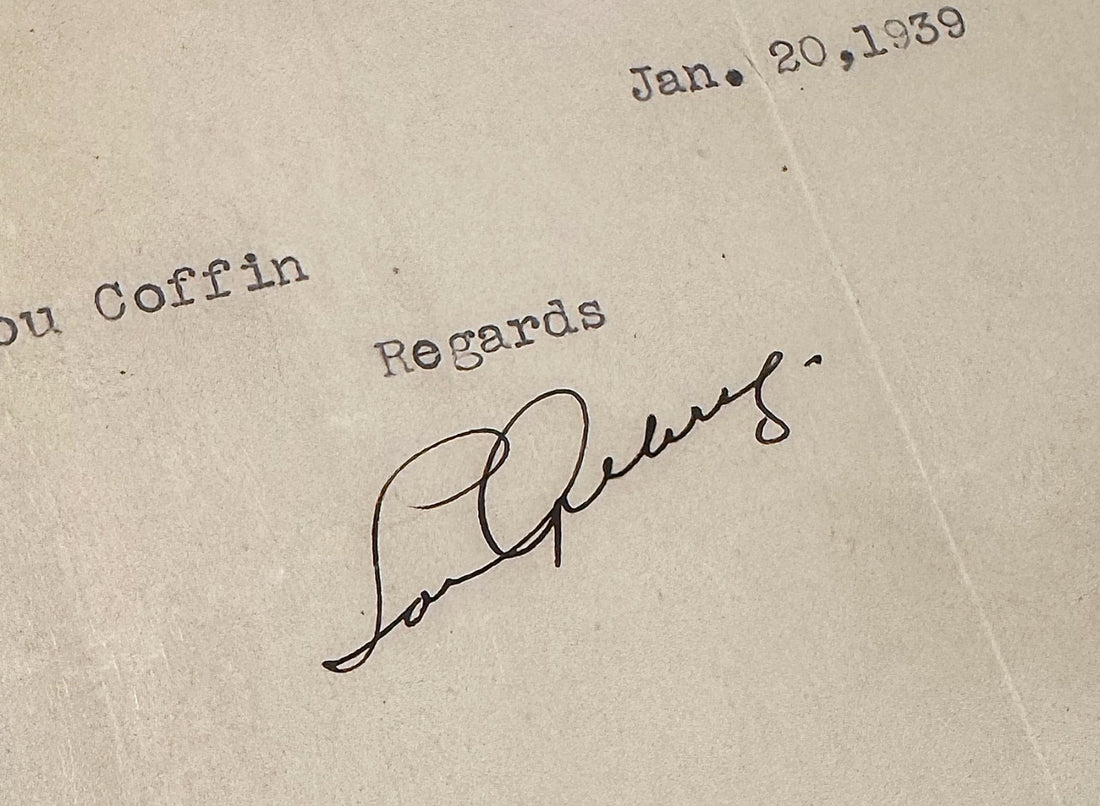 Jan. 20,1939
ou Coffin
Regards
Lou Gehrig